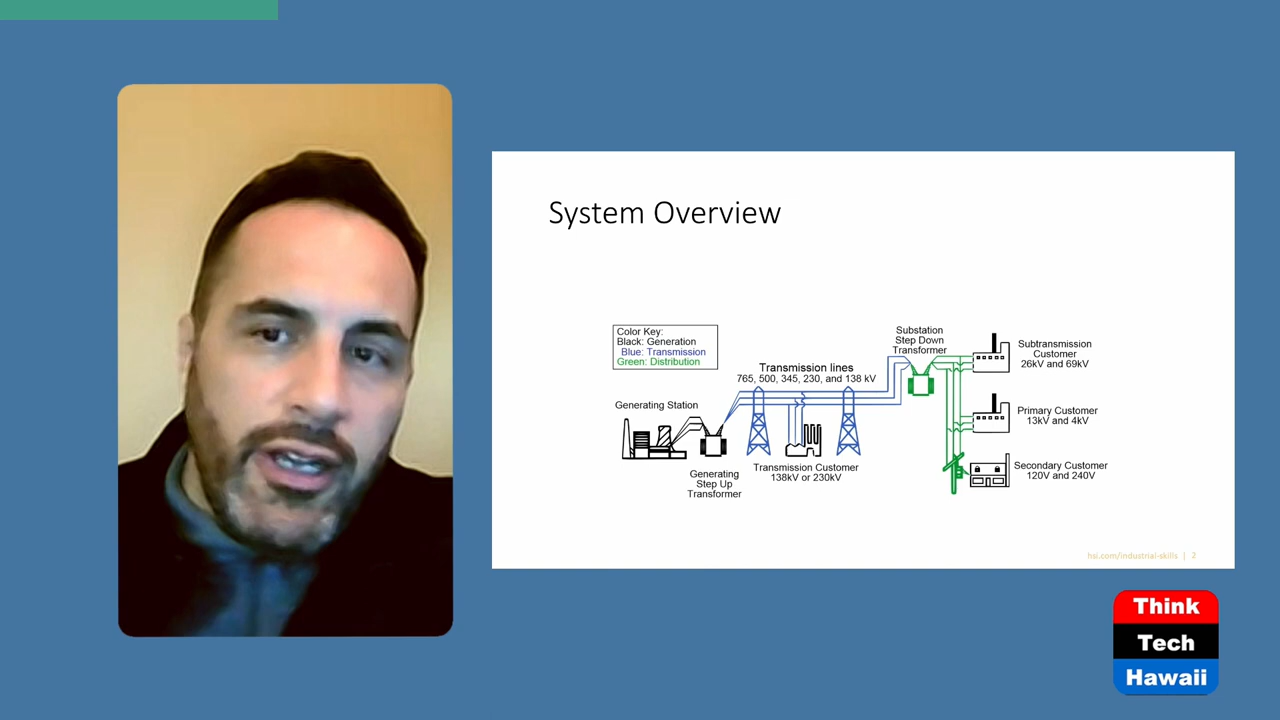 System Overview
Color Key:
Black: Generation
Blue: Transmission
Green: Distribution
Generating Station
Generating
Step Up
Transformer
Transmission lines
765, 500, 345, 230, and 138 kV
Transmission Customer
138kV or 230kV
Substation
Step Down
Transformer
Subtransmission
Customer
26kV and 69kV
Primary Customer
13kV and 4kV
Secondary Customer
120V and 240V
hsi.com/industrial-skills | 2
Think
Tech
Hawaii